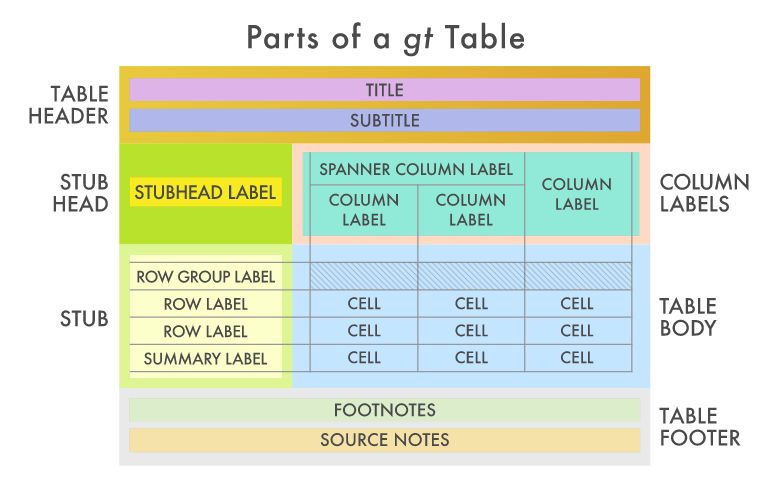 Parts of a gt Table
TABLE
HEADER
TITLE
SUBTITLE
STUB
HEAD
STUBHEAD LABEL
SPANNER COLUMN LABEL
COLUMN
LABEL
COLUMN
LABEL
COLUMN
LABEL
COLUMN
LABELS
STUB
ROW GROUP LABEL
ROW LABEL CELL CELL CELL
ROW LABEL CELL CELL CELL
SUMMARY LABEL CELL CELL CELL
TABLE
BODY
FOOTNOTES
SOURCE NOTES
TABLE
FOOTER